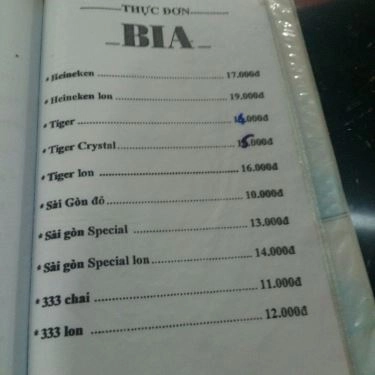 THỰC ĐƠN
BIA
* Heineken 17.000đ
* Heineken lon 19.000đ
* Tiger 14.000đ
* Tiger Crystal 15.000đ
* Tiger lon 16.000đ
* Sài Gòn đỏ 10.000đ
* Sài gòn Special 13.000đ
* Sài gòn Special lon 14.000đ
* 333 chai 11.000đ
* 333 lon 12.000đ